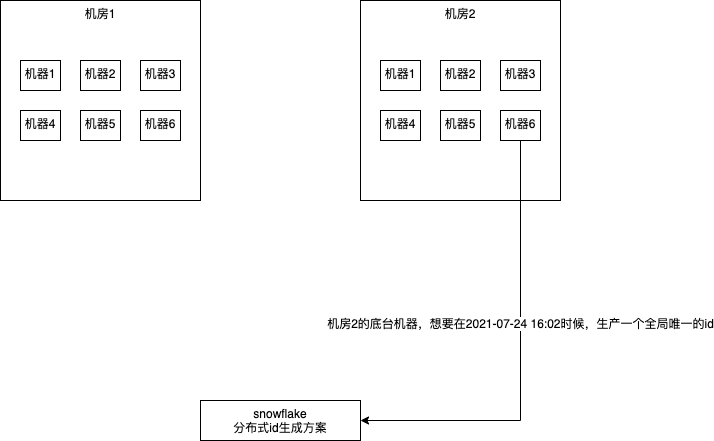 机房1
机房2
机器1
机器2
机器3
机器4
机器5
机器6
机器1
机器2
机器3
机器4
机器5
机器6
机房2的底台机器，想要在2021-07-24 16:02时候，生产一个全局唯一的id
snowflake
分布式id生成方案